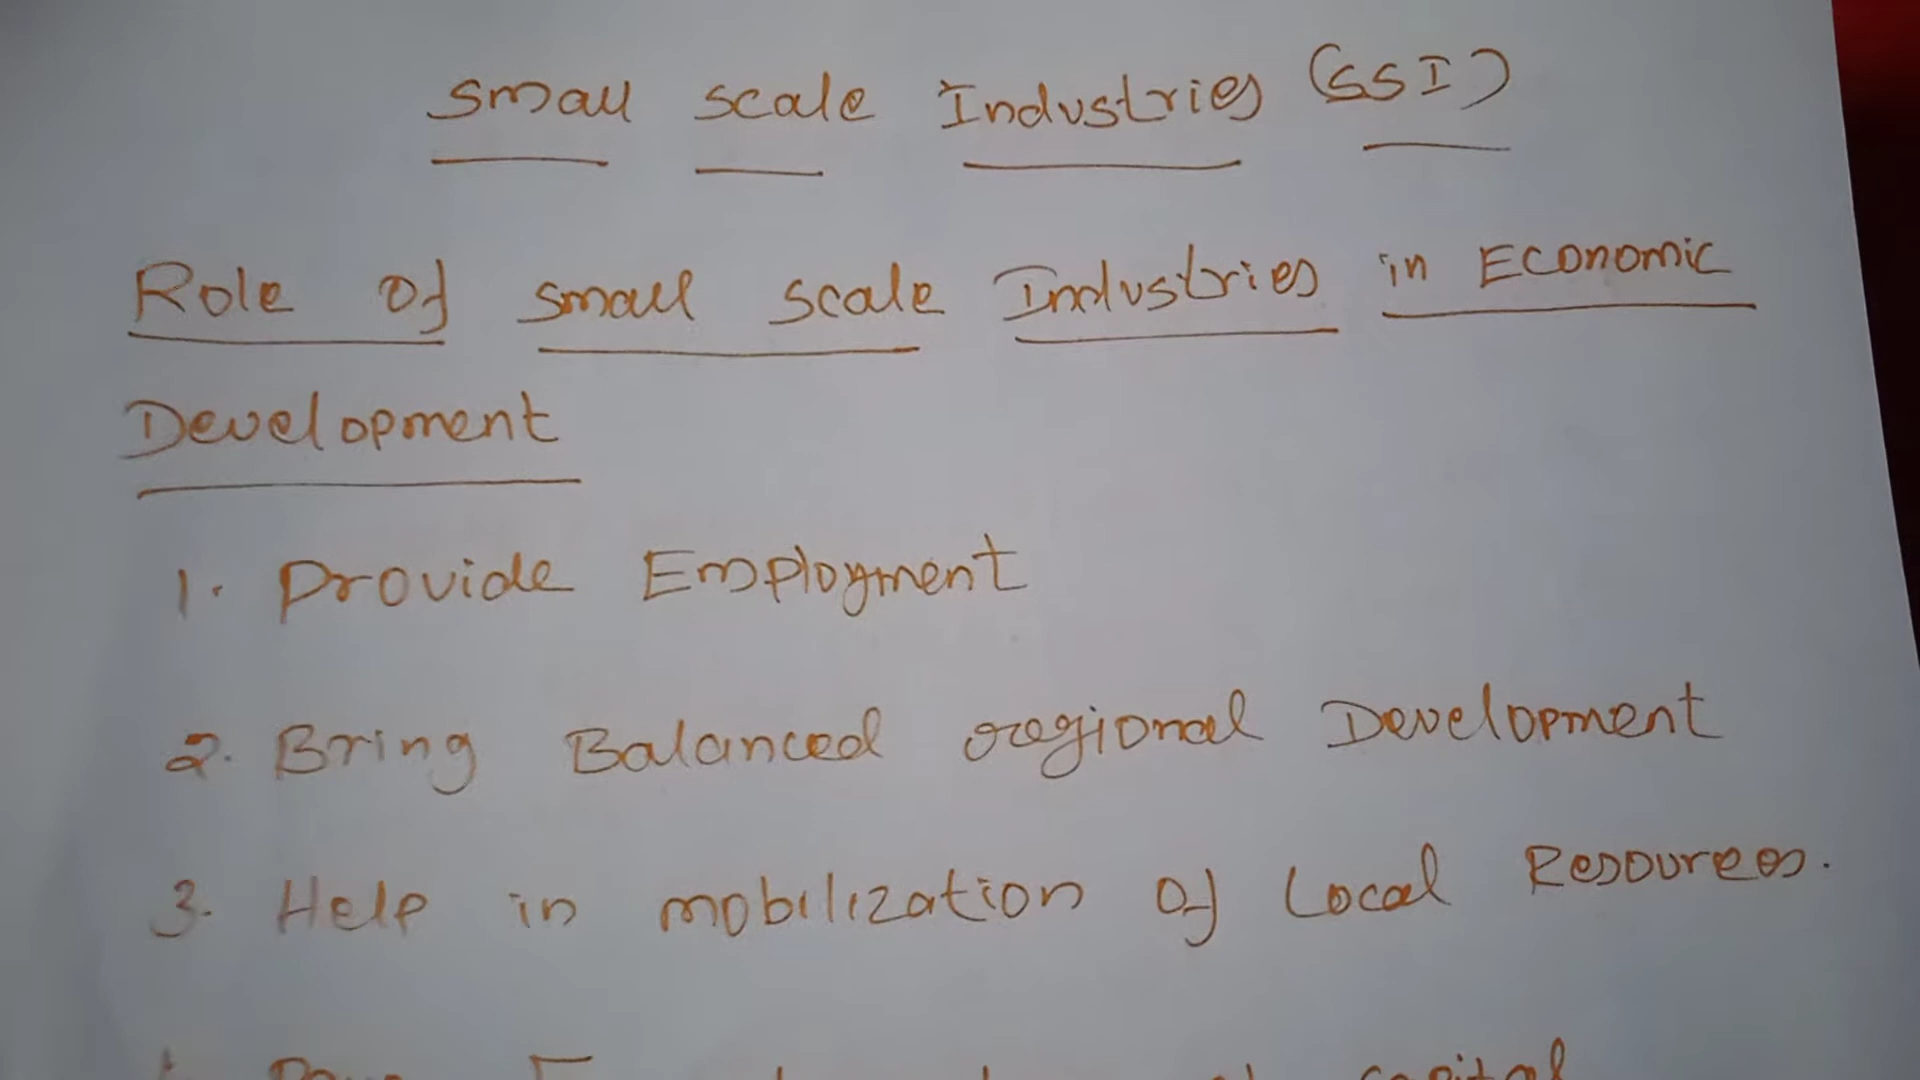 Small scale Industries (SSI)
Role of small scale Industries in Economic
Development
1. Provide Employment
2. Bring Balanced regional Development
3. Help in mobilization of Local Resources.
capital